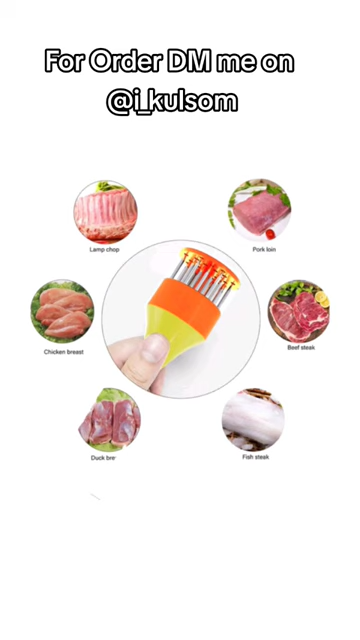 For Order DM me on
@i_kulsom
Lamp chop
Pork loin
Chicken breast
Beef steak
Duck bre
Fish steak